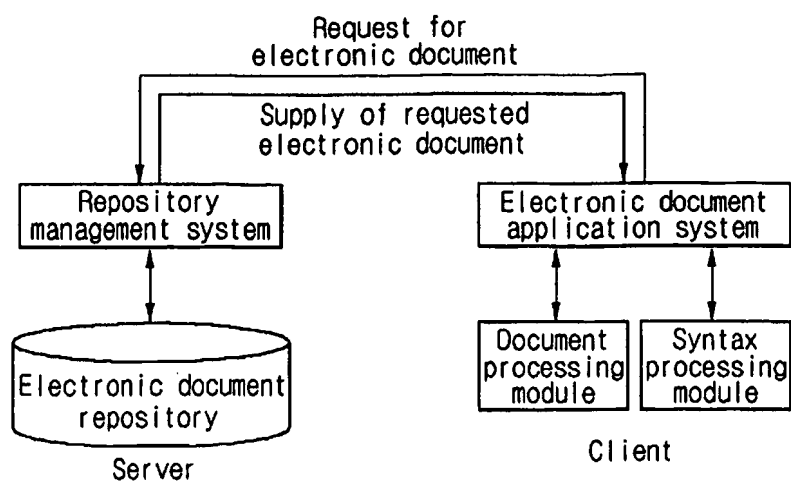 Request for
electronic document
Supply of requested
electronic document
Repository
management system
Electronic document
application system
Electronic document
repository
Document
processing
module
Syntax
processing
module
Server
Client